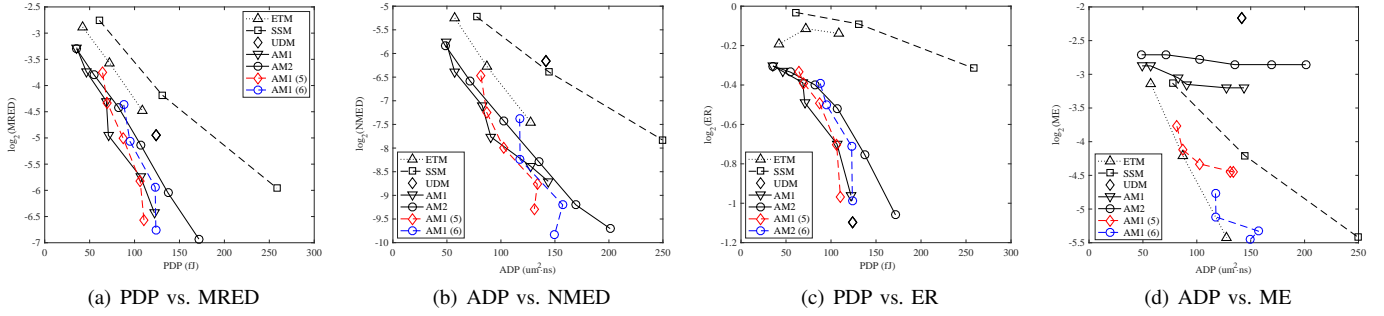 log₂(MRED)
-2.5
-3
-3.5
-4
-4.5
-5
-5.5
-6
-6.5
-7
0 50 100 150 200 250 300
PDP (fJ)
ETM
SSM
UDM
AM1
AM2
AM1 (5)
AM1 (6)
(a) PDP vs. MRED
log₂(NMED)
-5
-5.5
-6
-6.5
-7
-7.5
-8
-8.5
-9
-9.5
-10
0 50 100 150 200 250
ADP (um²·ns)
ETM
SSM
UDM
AM1
AM2
AM1 (5)
AM1 (6)
(b) ADP vs. NMED
log₂(ER)
0
-0.2
-0.4
-0.6
-0.8
-1
-1.2
0 50 100 150 200 250 300
PDP (fJ)
ETM
SSM
UDM
AM1
AM2
AM1 (5)
AM2 (6)
(c) PDP vs. ER
log₂(ME)
-2
-2.5
-3
-3.5
-4
-4.5
-5
-5.5
0 50 100 150 200 250
ADP (um²·ns)
ETM
SSM
UDM
AM1
AM2
AM1 (5)
AM1 (6)
(d) ADP vs. ME